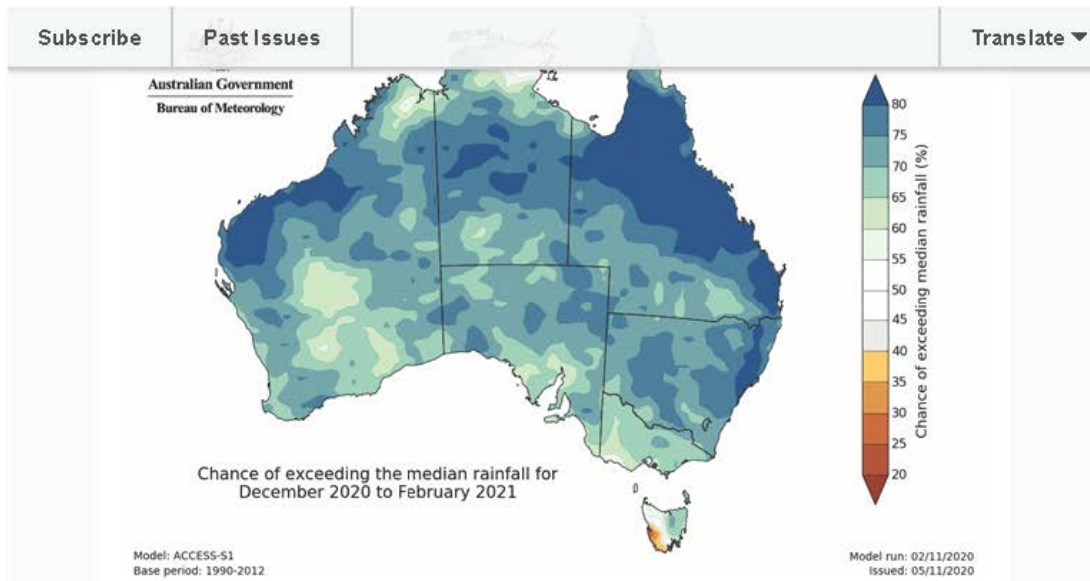 Subscribe
Past Issues
Translate
Australian Government
Bureau of Meteorology
80
75
70
65
60
55
50
45
40
35
30
25
20
Chance of exceeding median rainfall (%)
Chance of exceeding the median rainfall for
December 2020 to February 2021
Model: ACCESS-S1
Base period: 1990-2012
Model run: 02/11/2020
Issued: 05/11/2020